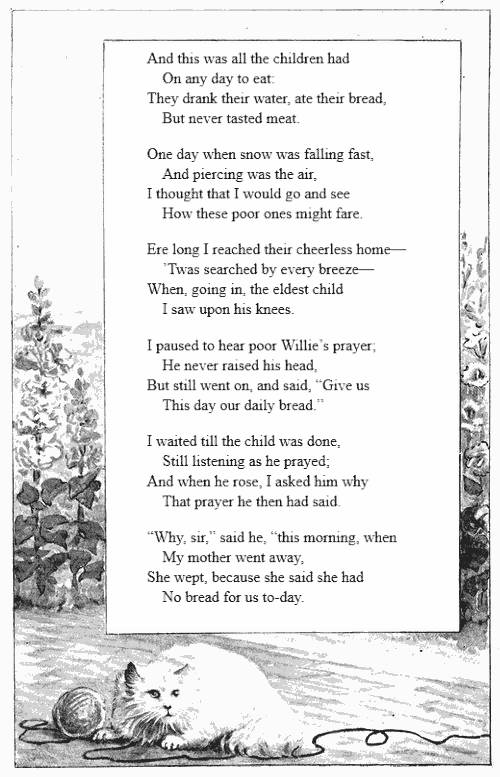 And this was all the children had
On any day to eat:
They drank their water, ate their bread,
But never tasted meat.
One day when snow was falling fast,
And piercing was the air,
I thought that I would go and see
How these poor ones might fare.
Ere long I reached their cheerless home—
’Twas searched by every breeze—
When, going in, the eldest child
I saw upon his knees.
I paused to hear poor Willie’s prayer;
He never raised his head,
But still went on, and said, “Give us
This day our daily bread.”
I waited till the child was done,
Still listening as he prayed;
And when he rose, I asked him why
That prayer he then had said.
“Why, sir,” said he, “this morning, when
My mother went away,
She wept, because she said she had
No bread for us to-day.